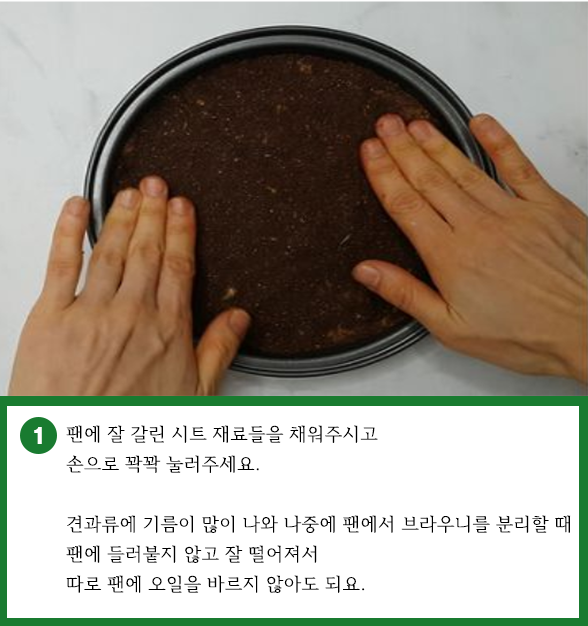 1 팬에 잘 갈린 시트 재료들을 채워주시고
손으로 꽉꽉 눌러주세요.
견과류에 기름이 많이 나와 나중에 팬에서 브라우니를 분리할 때
팬에 들러붙지 않고 잘 떨어져서
따로 팬에 오일을 바르지 않아도 되요.